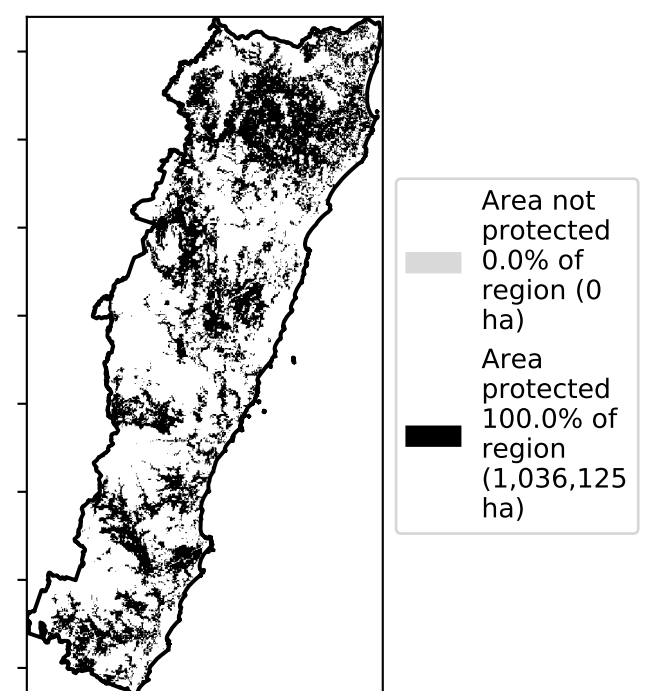 Area not
protected
0.0% of
region (0
ha)
Area
protected
100.0% of
region
(1,036,125
ha)